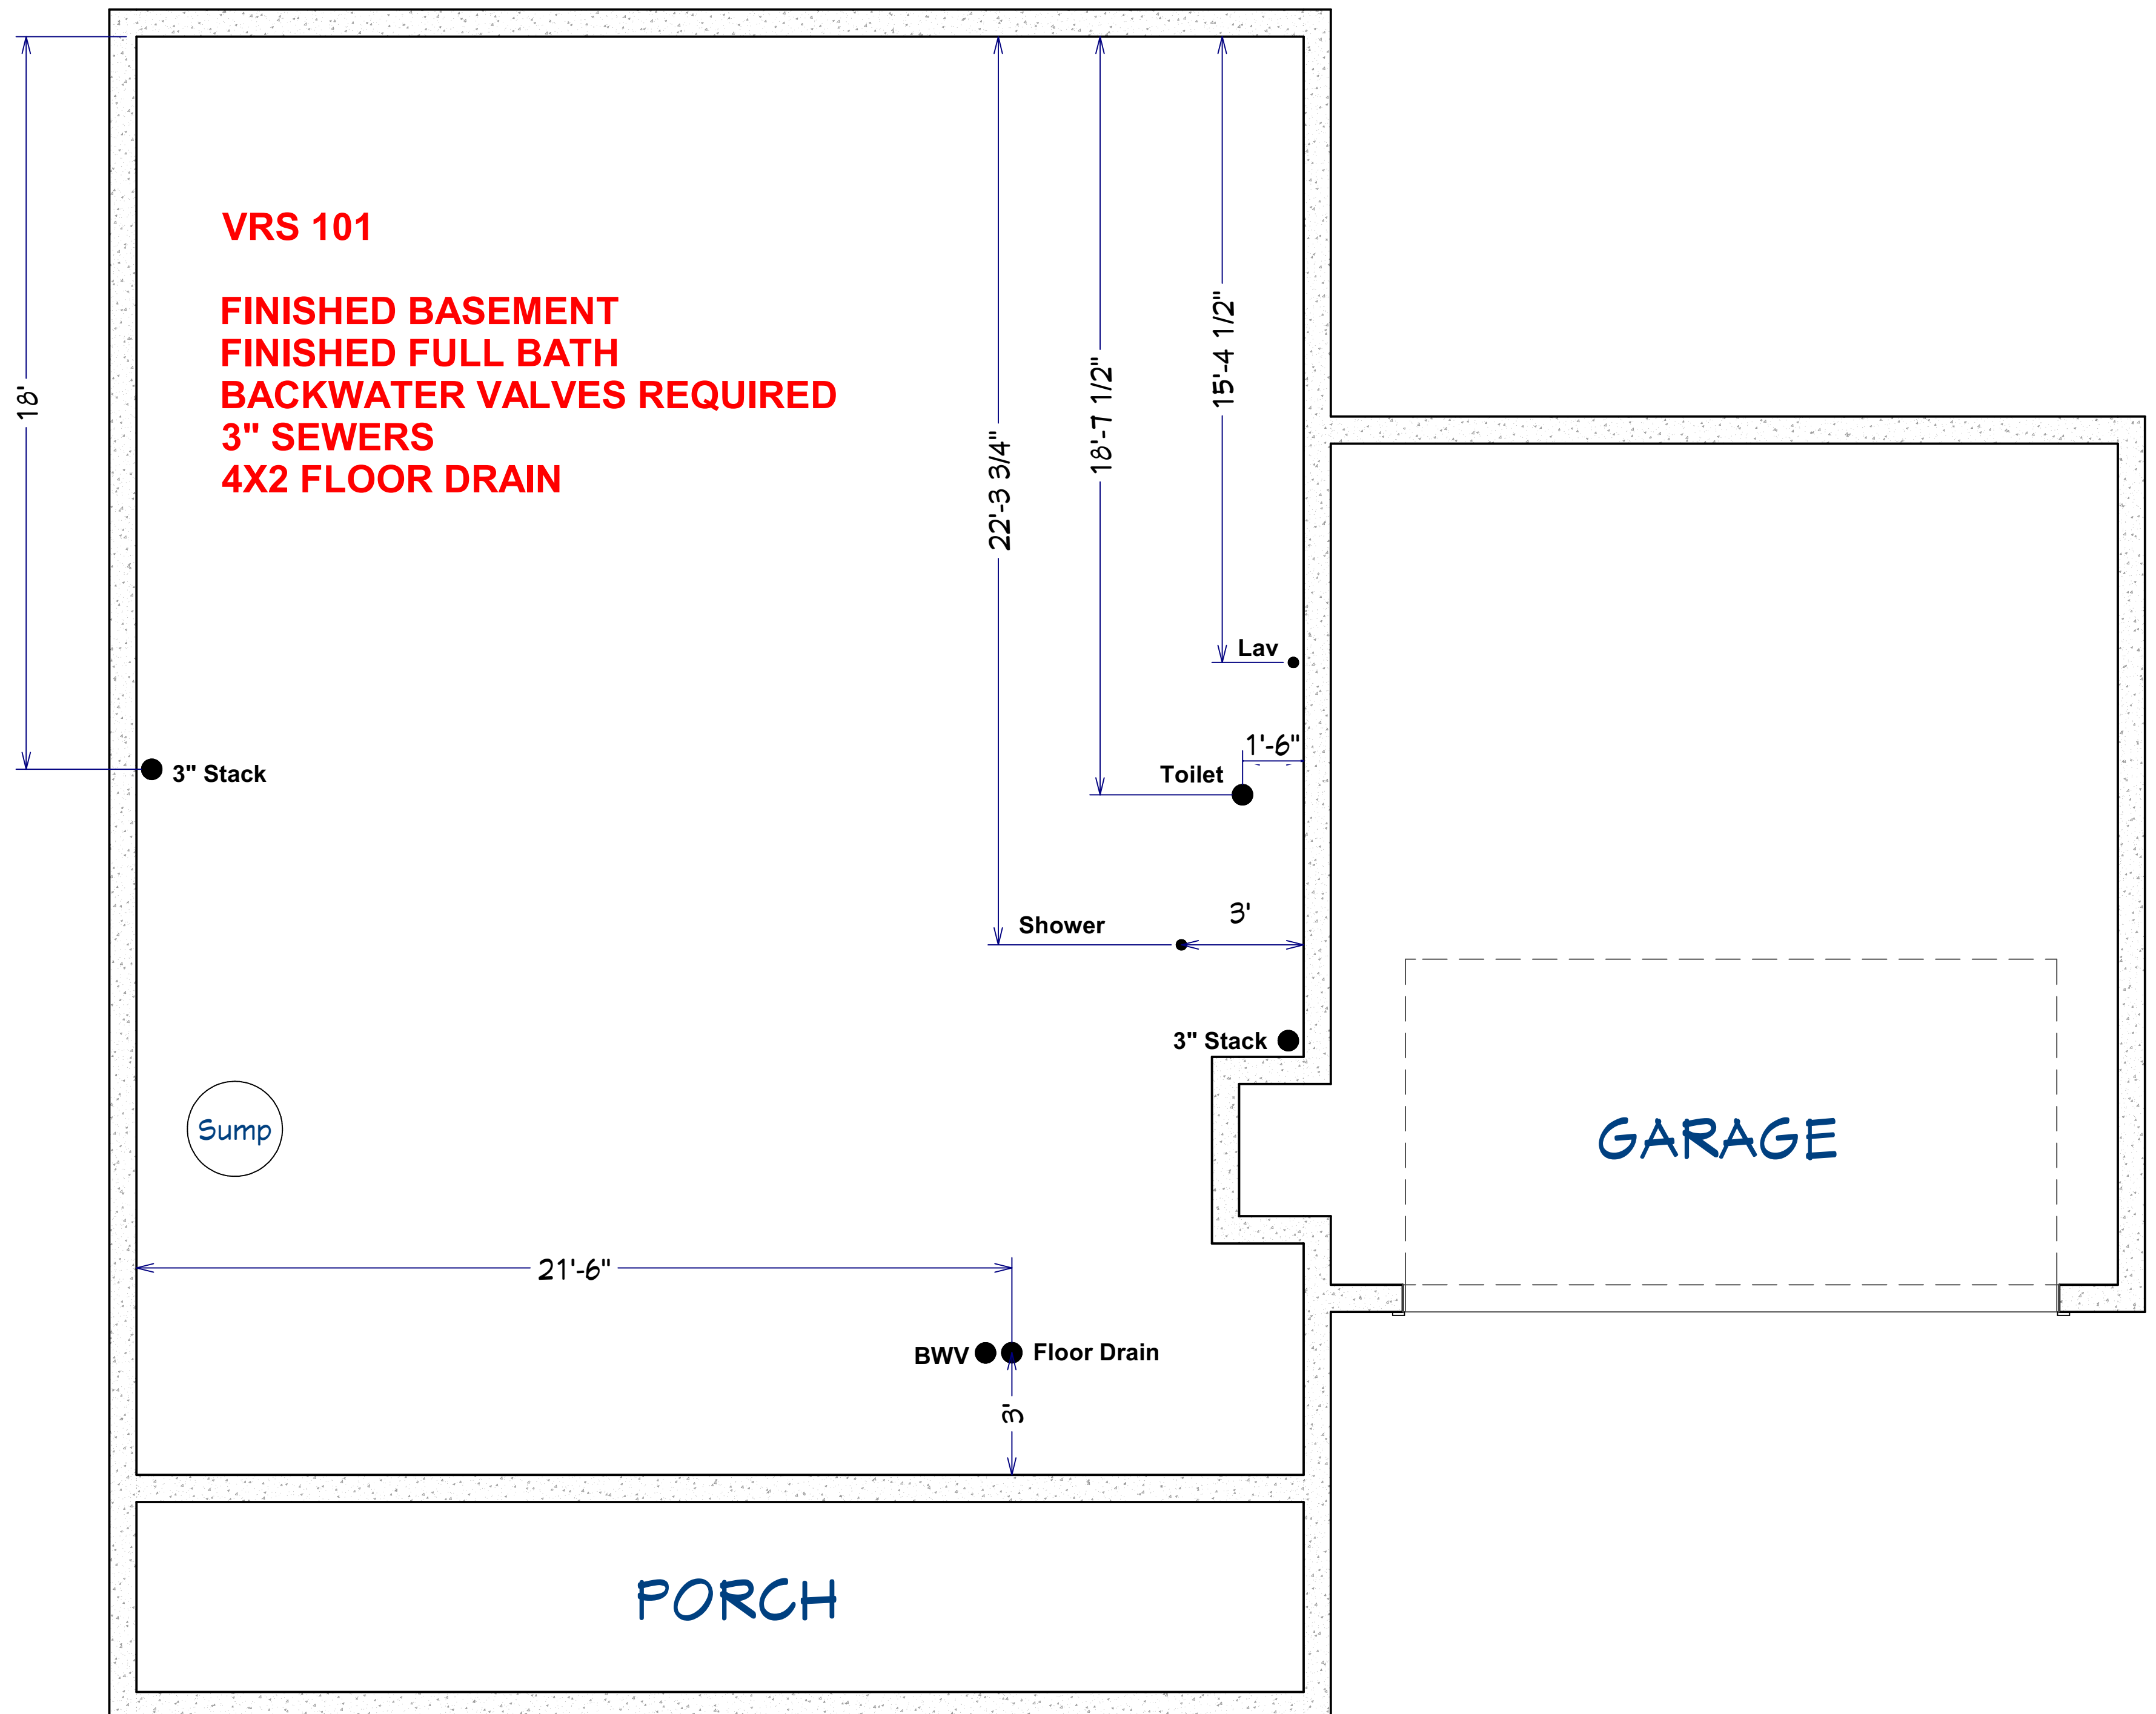 VRS 101
FINISHED BASEMENT
FINISHED FULL BATH
BACKWATER VALVES REQUIRED
3" SEWERS
4X2 FLOOR DRAIN
18'
22'-3 3/4"
18'-7 1/2"
15'-4 1/2"
Lav
1'-6"
Toilet
3" Stack
Shower
3'
3" Stack
Sump
GARAGE
21'-6"
BWV
Floor Drain
3'
PORCH